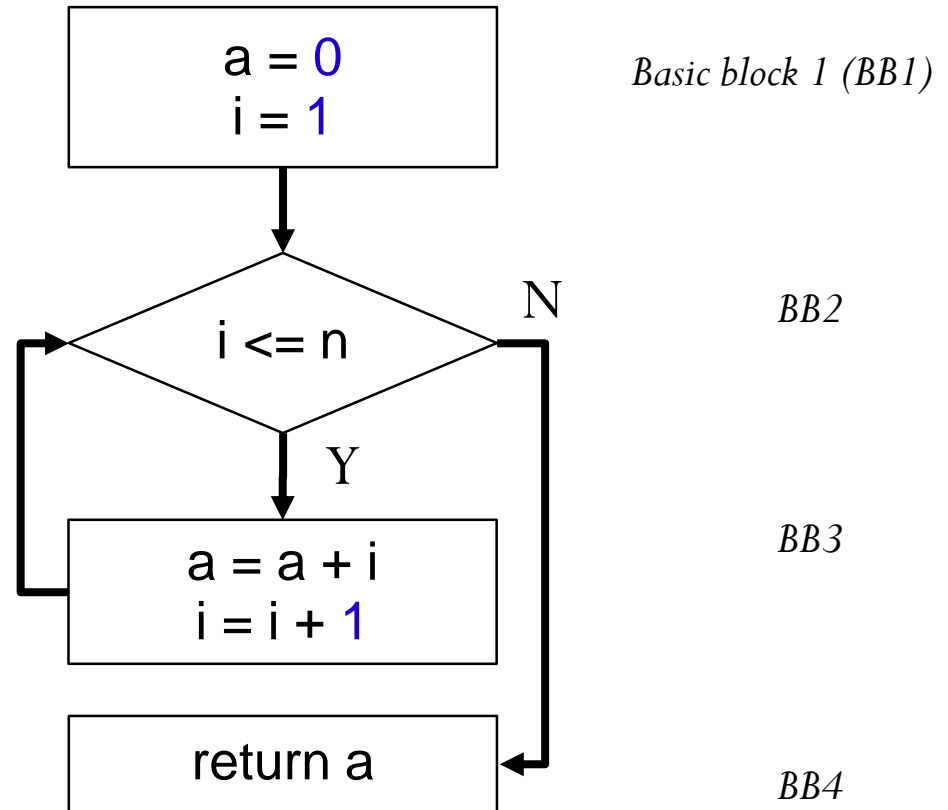 a = 0
i = 1
Basic block 1 (BB1)
i <= n
N
BB2
Y
a = a + i
i = i + 1
BB3
return a
BB4